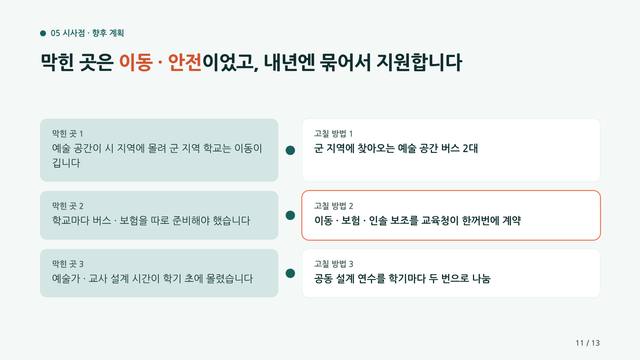 05 시사점 · 향후 계획
막힌 곳은 이동 · 안전이었고, 내년엔 묶어서 지원합니다
막힌 곳 1
예술 공간이 시 지역에 몰려 군 지역 학교는 이동이
깁니다
고칠 방법 1
군 지역에 찾아오는 예술 공간 버스 2대
막힌 곳 2
학교마다 버스 · 보험을 따로 준비해야 했습니다
고칠 방법 2
이동 · 보험 · 인솔 보조를 교육청이 한꺼번에 계약
막힌 곳 3
예술가 · 교사 설계 시간이 학기 초에 몰렸습니다
고칠 방법 3
공동 설계 연수를 학기마다 두 번으로 나눔
11 / 13